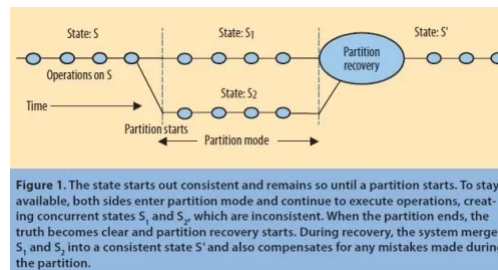 State: S
State: S1
State: S'
Partition
recovery
Operations on S
State: S2
Time
Partition starts
Partition mode
Figure 1. The state starts out consistent and remains so until a partition starts. To stay
available, both sides enter partition mode and continue to execute operations, creat-
ing concurrent states S1 and S2, which are inconsistent. When the partition ends, the
truth becomes clear and partition recovery starts. During recovery, the system merge
S1 and S2 into a consistent state S' and also compensates for any mistakes made durin
the partition.